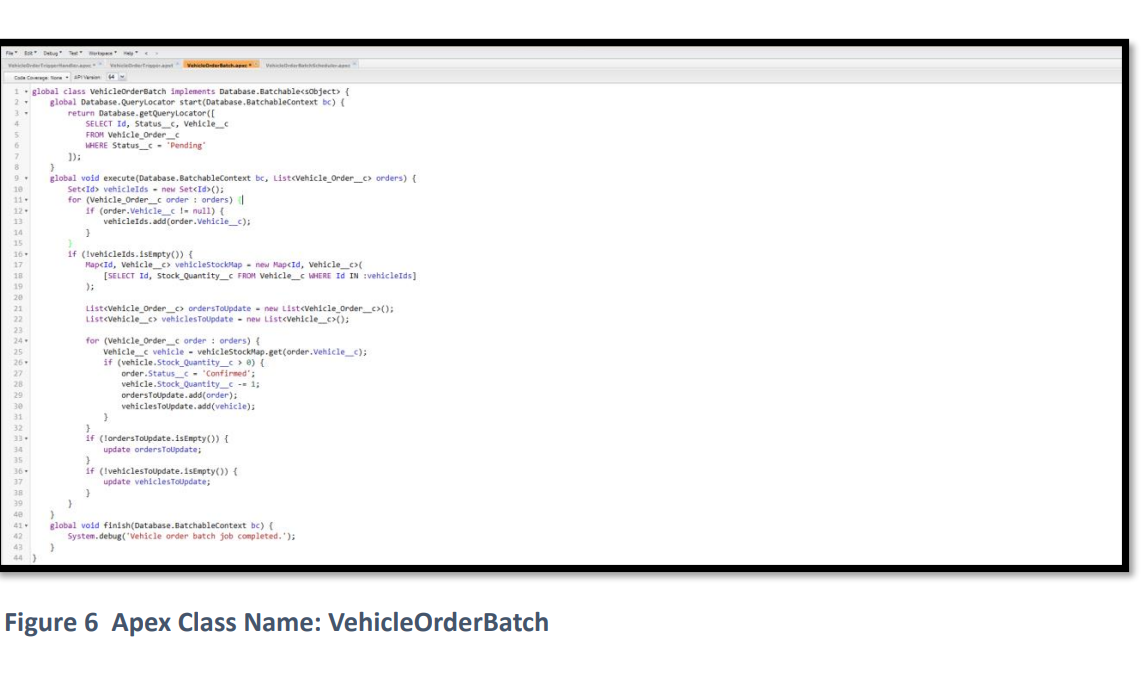 File Edit Debug Test Workspace Help < >
VehicleOrderTriggerHandler.apxc VehicleOrderTrigger.apxt VehicleOrderBatch.apxc VehicleOrderBatchScheduler.apxc
Code Coverage: None API Version: 64
1 global class VehicleOrderBatch implements Database.Batchable<sObject> {
2 global Database.QueryLocator start(Database.BatchableContext bc) {
3 return Database.getQueryLocator([
4 SELECT Id, Status__c, Vehicle__c
5 FROM Vehicle_Order__c
6 WHERE Status__c = 'Pending'
7 ]);
8 }
9 global void execute(Database.BatchableContext bc, List<Vehicle_Order__c> orders) {
10 Set<Id> vehicleIds = new Set<Id>();
11 for (Vehicle_Order__c order : orders) {
12 if (order.Vehicle__c != null) {
13 vehicleIds.add(order.Vehicle__c);
14 }
15 }
16 if (!vehicleIds.isEmpty()) {
17 Map<Id, Vehicle__c> vehicleStockMap = new Map<Id, Vehicle__c>(
18 [SELECT Id, Stock_Quantity__c FROM Vehicle__c WHERE Id IN :vehicleIds]
19 );
20
21 List<Vehicle_Order__c> ordersToUpdate = new List<Vehicle_Order__c>();
22 List<Vehicle__c> vehiclesToUpdate = new List<Vehicle__c>();
23
24 for (Vehicle_Order__c order : orders) {
25 Vehicle__c vehicle = vehicleStockMap.get(order.Vehicle__c);
26 if (vehicle.Stock_Quantity__c > 0) {
27 order.Status__c = 'Confirmed';
28 vehicle.Stock_Quantity__c -= 1;
29 ordersToUpdate.add(order);
30 vehiclesToUpdate.add(vehicle);
31 }
32 }
33 if (!ordersToUpdate.isEmpty()) {
34 update ordersToUpdate;
35 }
36 if (!vehiclesToUpdate.isEmpty()) {
37 update vehiclesToUpdate;
38 }
39 }
40 }
41 global void finish(Database.BatchableContext bc) {
42 System.debug('Vehicle order batch job completed.');
43 }
44 }
Figure 6 Apex Class Name: VehicleOrderBatch